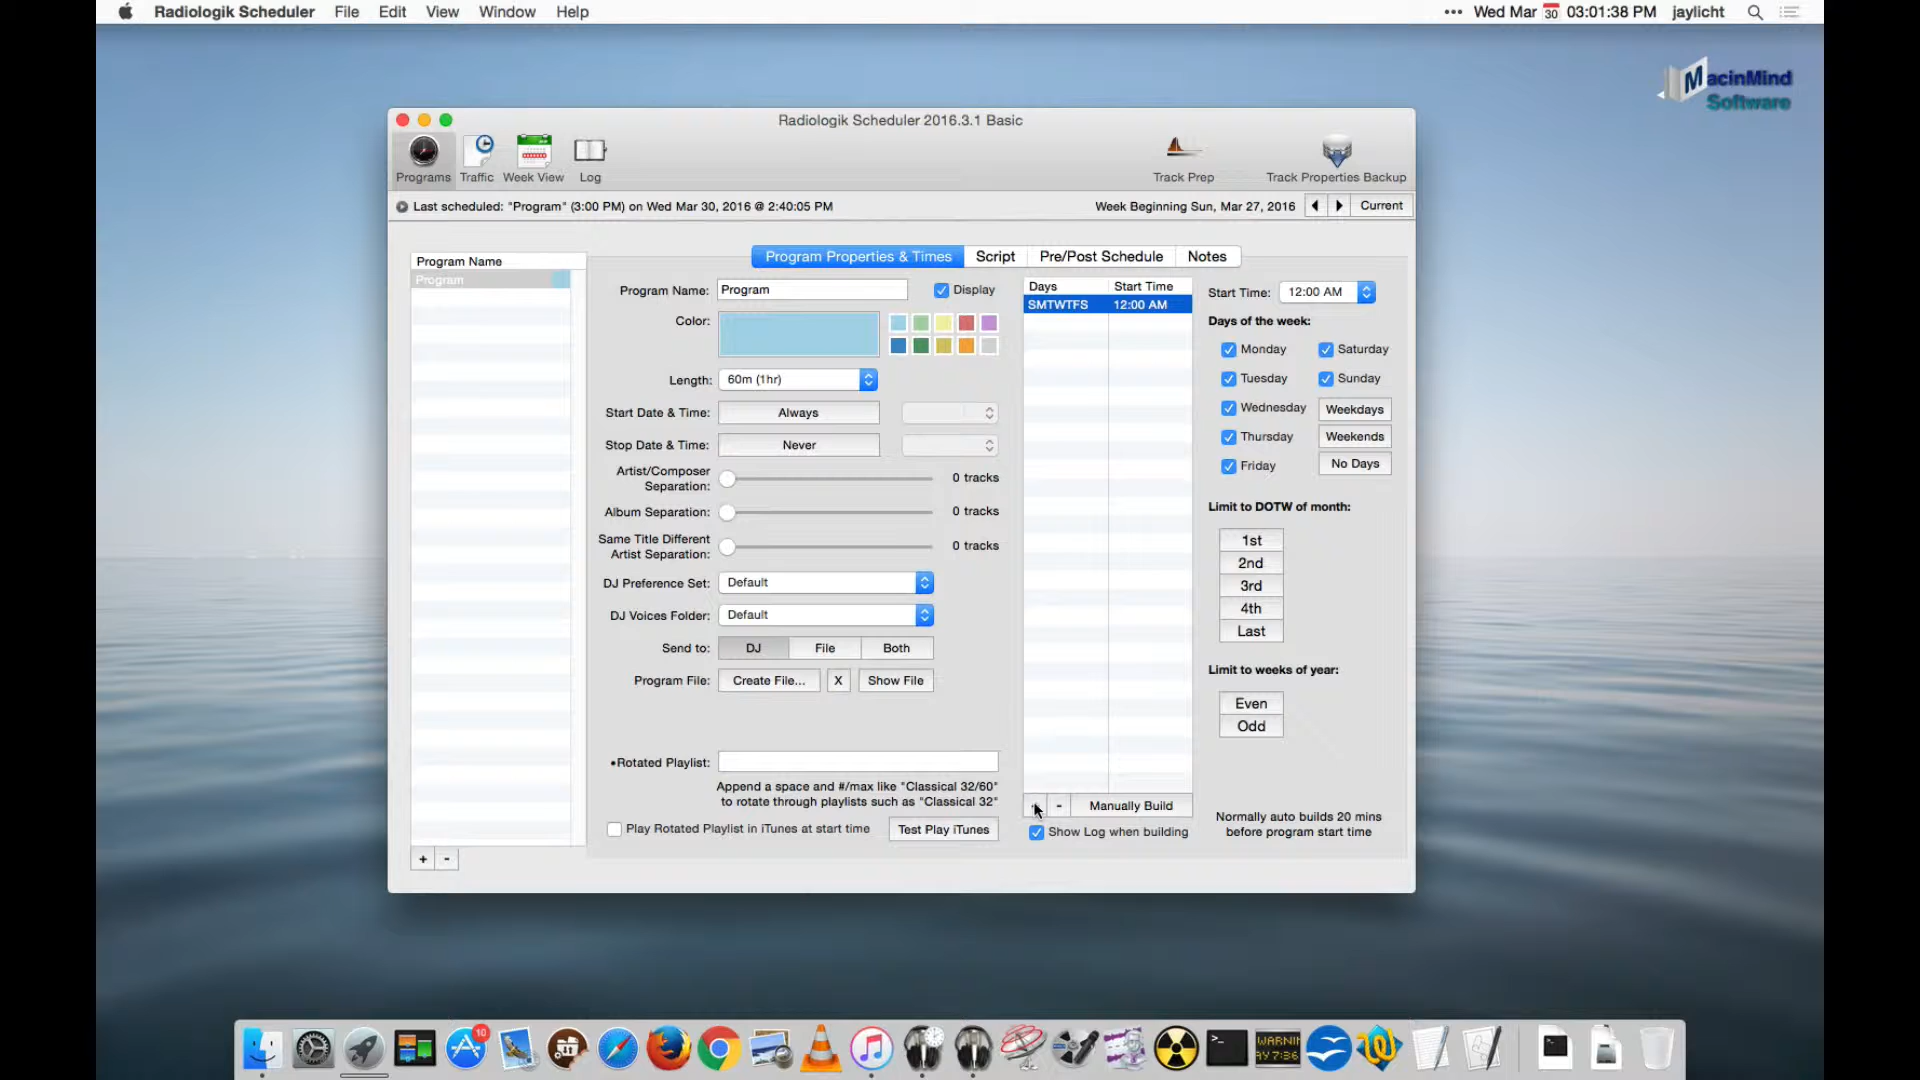 Radiologik Scheduler File Edit View Window Help
••• Wed Mar 30 03:01:38 PM jaylicht
MacinMind
Software
Radiologik Scheduler 2016.3.1 Basic
Programs Traffic Week View Log Track Prep Track Properties Backup
Last scheduled: "Program" (3:00 PM) on Wed Mar 30, 2016 @ 2:40:05 PM
Week Beginning Sun, Mar 27, 2016 Current
Program Name
Program
+ -
Program Properties & Times Script Pre/Post Schedule Notes
Program Name: Program Display
Color:
Length: 60m (1hr)
Start Date & Time: Always
Stop Date & Time: Never
Artist/Composer
Separation: 0 tracks
Album Separation: 0 tracks
Same Title Different
Artist Separation: 0 tracks
DJ Preference Set: Default
DJ Voices Folder: Default
Send to: DJ File Both
Program File: Create File... X Show File
•Rotated Playlist:
Append a space and #/max like "Classical 32/60"
to rotate through playlists such as "Classical 32"
Play Rotated Playlist in iTunes at start time Test Play iTunes
Days Start Time
SMTWTFS 12:00 AM
- Manually Build
Show Log when building
Start Time: 12:00 AM
Days of the week:
Monday Saturday
Tuesday Sunday
Wednesday Weekdays
Thursday Weekends
Friday No Days
Limit to DOTW of month:
1st
2nd
3rd
4th
Last
Limit to weeks of year:
Even
Odd
Normally auto builds 20 mins
before program start time
10
WARNIN
AY 7:36